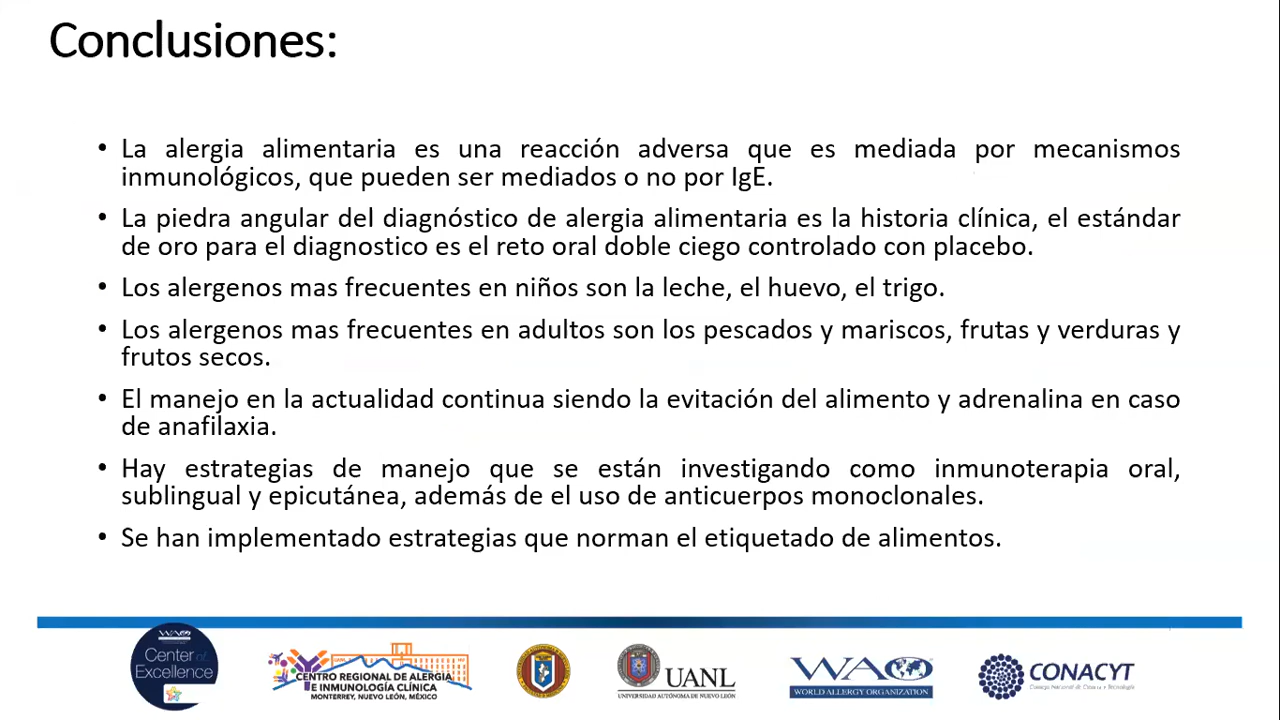 Conclusiones:
• La alergia alimentaria es una reacción adversa que es mediada por mecanismos
inmunológicos, que pueden ser mediados o no por IgE.
• La piedra angular del diagnóstico de alergia alimentaria es la historia clínica, el estándar
de oro para el diagnostico es el reto oral doble ciego controlado con placebo.
• Los alergenos mas frecuentes en niños son la leche, el huevo, el trigo.
• Los alergenos mas frecuentes en adultos son los pescados y mariscos, frutas y verduras y
frutos secos.
• El manejo en la actualidad continua siendo la evitación del alimento y adrenalina en caso
de anafilaxia.
• Hay estrategias de manejo que se están investigando como inmunoterapia oral,
sublingual y epicutánea, además de el uso de anticuerpos monoclonales.
• Se han implementado estrategias que norman el etiquetado de alimentos.
WAO
Center of
Excellence
CENTRO REGIONAL DE ALERGIA
E INMUNOLOGÍA CLÍNICA
MONTERREY, NUEVO LEÓN, MÉXICO
UANL
UNIVERSIDAD AUTÓNOMA DE NUEVO LEÓN
WAO
WORLD ALLERGY ORGANIZATION
CONACYT
Consejo Nacional de Ciencia y Tecnología